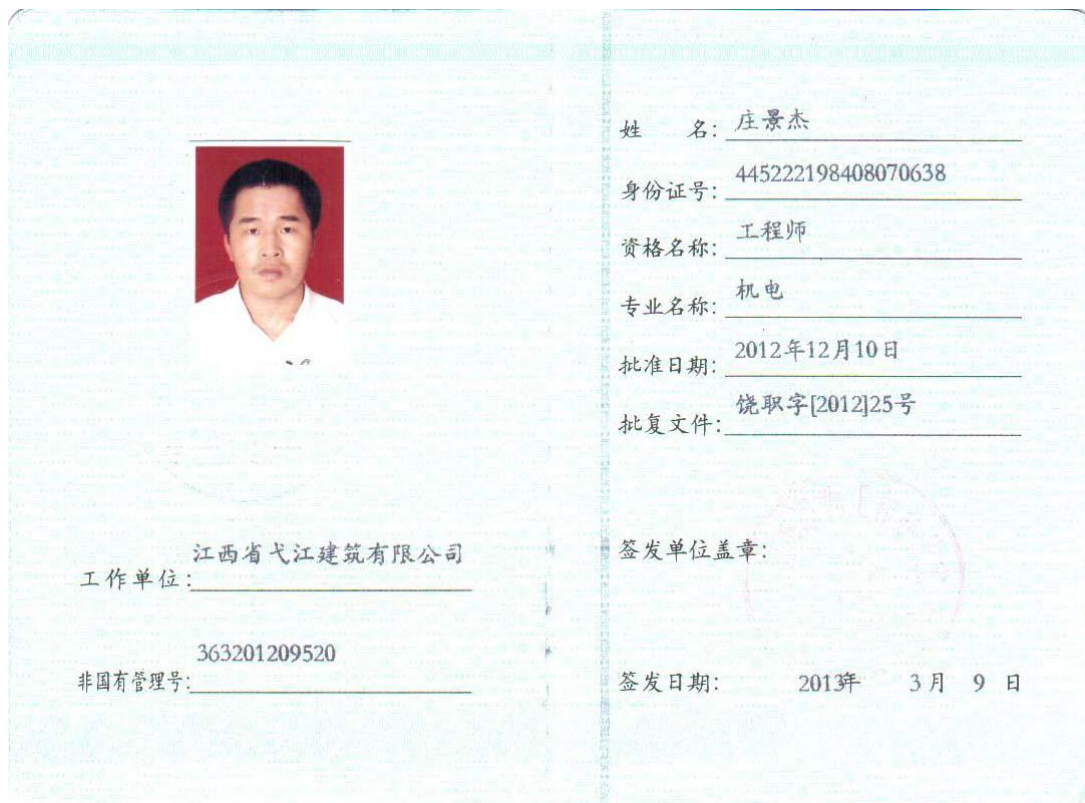 工作单位：江西省弋江建筑有限公司
非国有管理号：363201209520
姓　　名：庄景杰
身份证号：445222198408070638
资格名称：工程师
专业名称：机电
批准日期：2012年12月10日
批复文件：饶职字[2012]25号
签发单位盖章：
签发日期：　2013年　3月　9　日